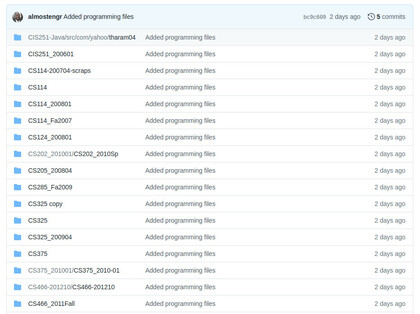 almostengr Added programming files bc9c609 2 days ago 5 commits
CIS251-Java/src/com/yahoo/tharam04 Added programming files 2 days ago
CIS251_200601 Added programming files 2 days ago
CS114-200704-scraps Added programming files 2 days ago
CS114 Added programming files 2 days ago
CS114_200801 Added programming files 2 days ago
CS114_Fa2007 Added programming files 2 days ago
CS124_200801 Added programming files 2 days ago
CS202_201001/CS202_2010Sp Added programming files 2 days ago
CS205_200804 Added programming files 2 days ago
CS285_Fa2009 Added programming files 2 days ago
CS325 copy Added programming files 2 days ago
CS325 Added programming files 2 days ago
CS325_200904 Added programming files 2 days ago
CS375 Added programming files 2 days ago
CS375_201001/CS375_2010-01 Added programming files 2 days ago
CS466-201210/CS466-201210 Added programming files 2 days ago
CS466_2011Fall Added programming files 2 days ago